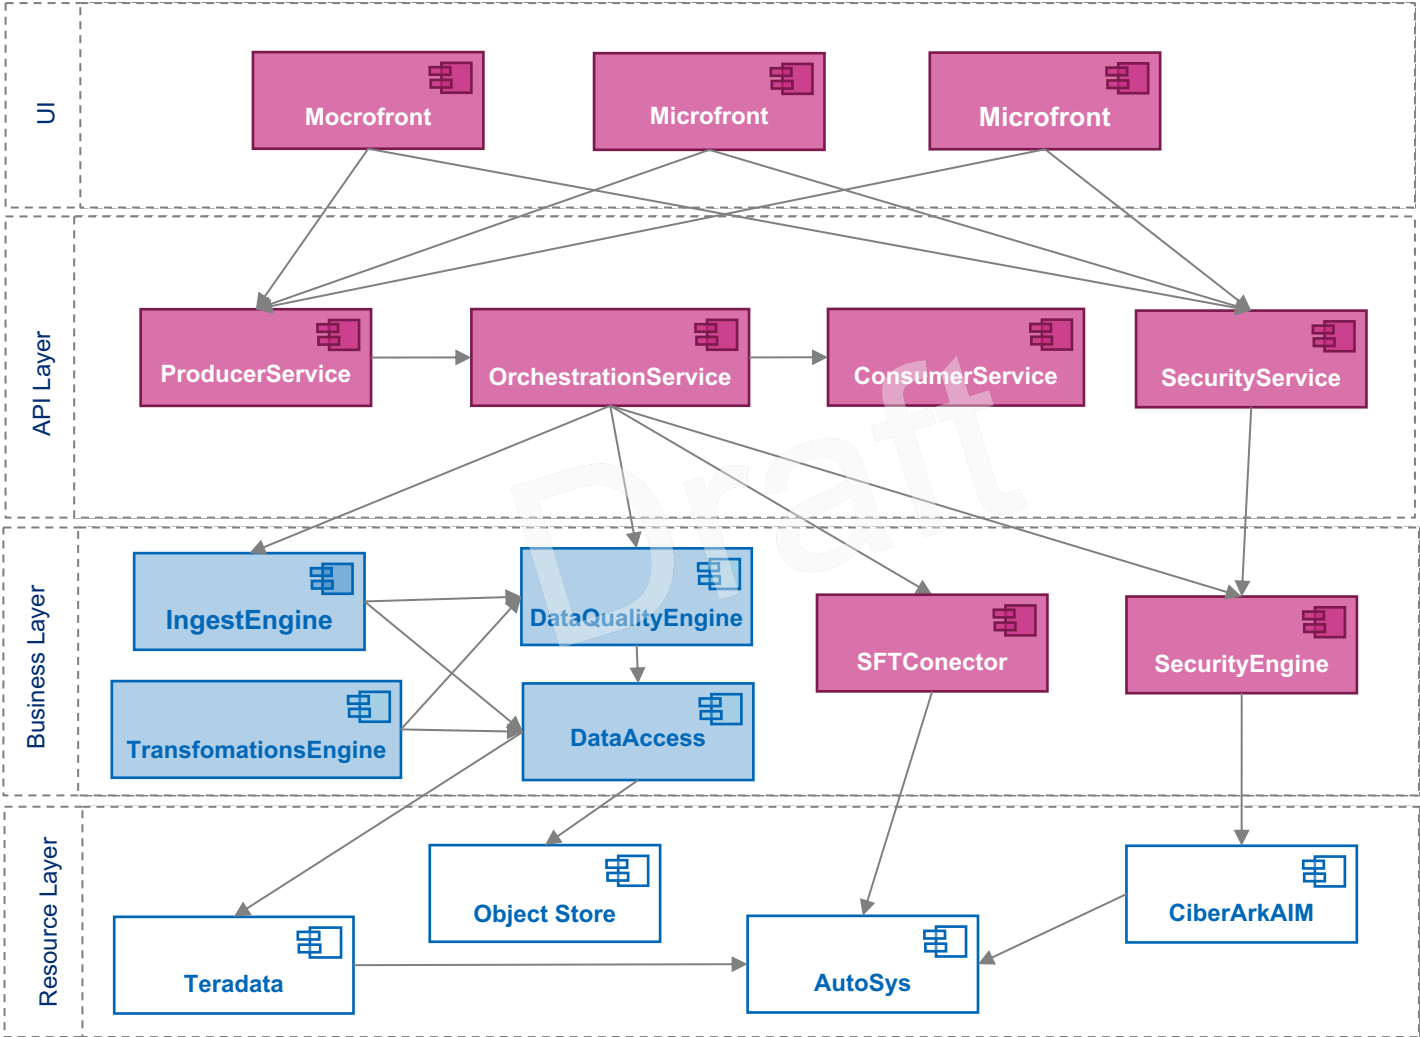 UI
Mocrofront
Microfront
Microfront
API Layer
ProducerService
OrchestrationService
ConsumerService
SecurityService
Draft
Business Layer
IngestEngine
DataQualityEngine
SFTConector
SecurityEngine
TransfomationsEngine
DataAccess
Resource Layer
Object Store
CiberArkAIM
Teradata
AutoSys